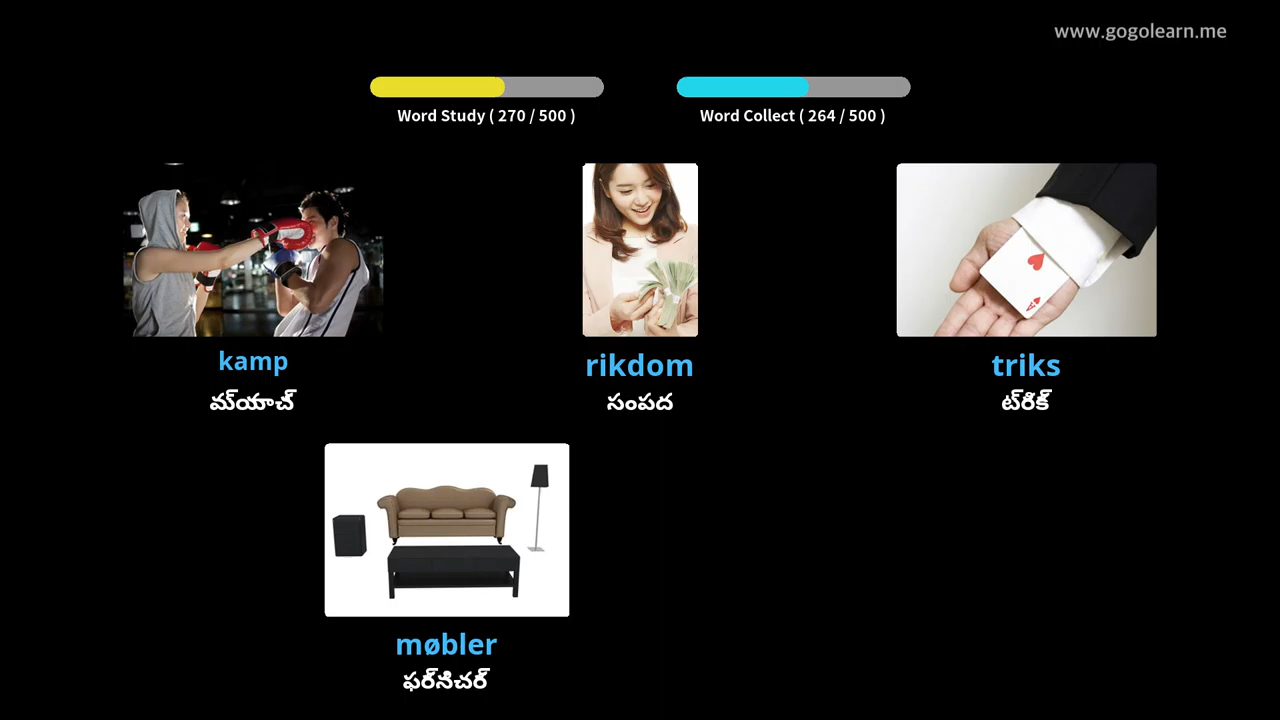 www.gogolearn.me
Word Study ( 270 / 500 )
Word Collect ( 264 / 500 )
kamp
మ్యాచ్
rikdom
సంపద
triks
ట్రిక్
møbler
ఫర్నిచర్